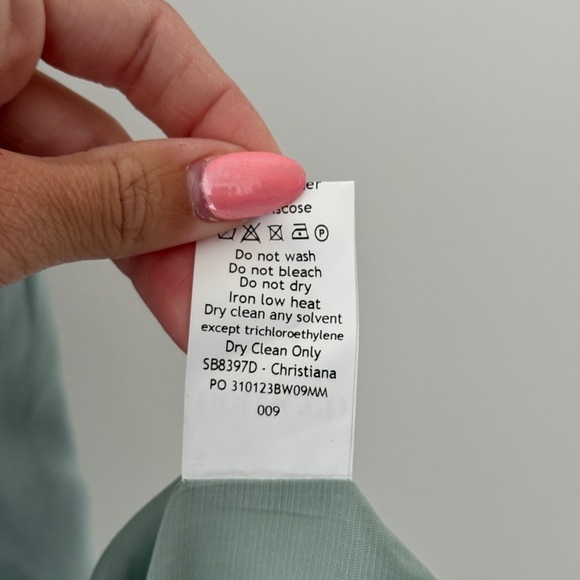 Do not wash
Do not bleach
Do not dry
Iron low heat
Dry clean any solvent
except trichloroethylene
Dry Clean Only
SB8397D - Christiana
PO 310123BW09MM
009